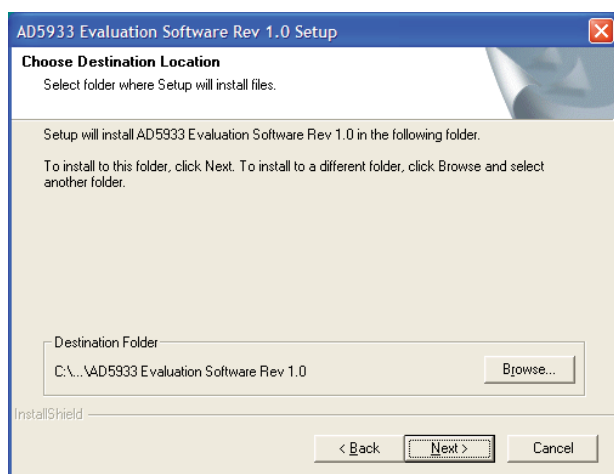 AD5933 Evaluation Software Rev 1.0 Setup
Choose Destination Location
Select folder where Setup will install files.
Setup will install AD5933 Evaluation Software Rev 1.0 in the following folder.
To install to this folder, click Next. To install to a different folder, click Browse and select
another folder.
Destination Folder
C:\...\AD5933 Evaluation Software Rev 1.0
Browse...
InstallShield
< Back
Next >
Cancel